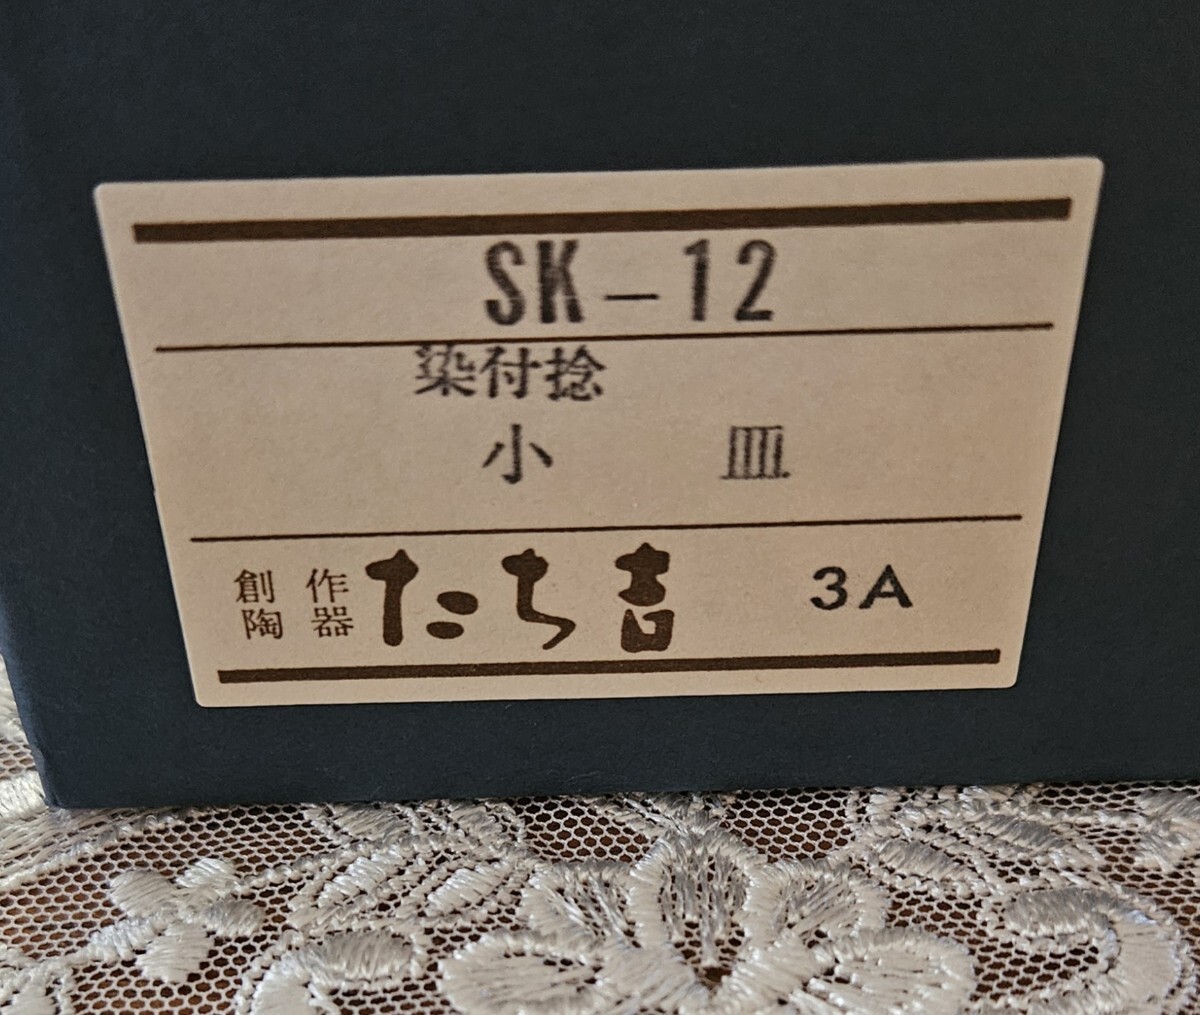 SK-12
染付捻
小 皿
創作
陶器
たち吉 3A